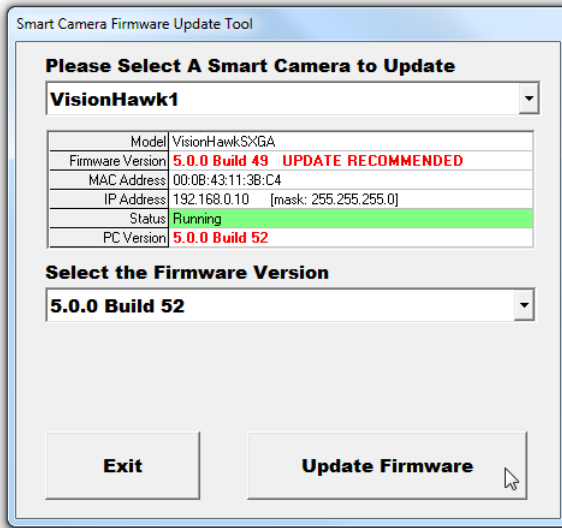 Smart Camera Firmware Update Tool
Please Select A Smart Camera to Update
VisionHawk1
Model VisionHawkSXGA
Firmware Version 5.0.0 Build 49 UPDATE RECOMMENDED
MAC Address 00:0B:43:11:3B:C4
IP Address 192.168.0.10 [mask: 255.255.255.0]
Status Running
PC Version 5.0.0 Build 52
Select the Firmware Version
5.0.0 Build 52
Exit Update Firmware